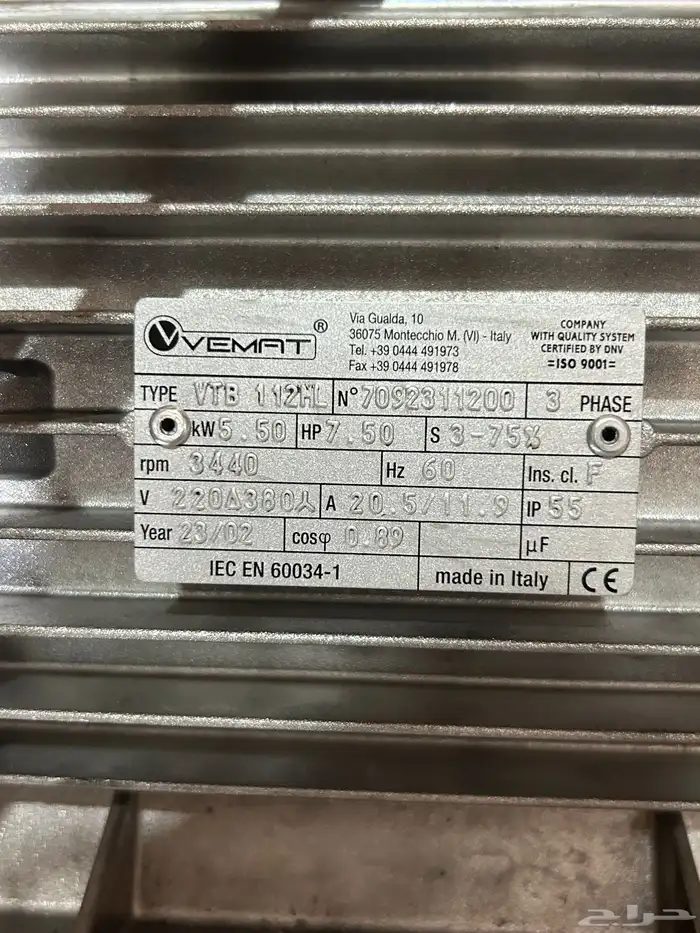 VEMAT ®
Via Gualda, 10
36075 Montecchio M. (VI) - Italy
Tel. +39 0444 491973
Fax +39 0444 491978
COMPANY
WITH QUALITY SYSTEM
CERTIFIED BY DNV
=ISO 9001=
TYPE VTB 112ML N° 7092311200 3 PHASE
kW 5.50 HP 7.50 S 3-75%
rpm 3440 Hz 60 Ins. cl. F
V 220Δ380⅄ A 20.5/11.9 IP 55
Year 23/02 cosφ 0.89 µF
IEC EN 60034-1 made in Italy CE
حراج